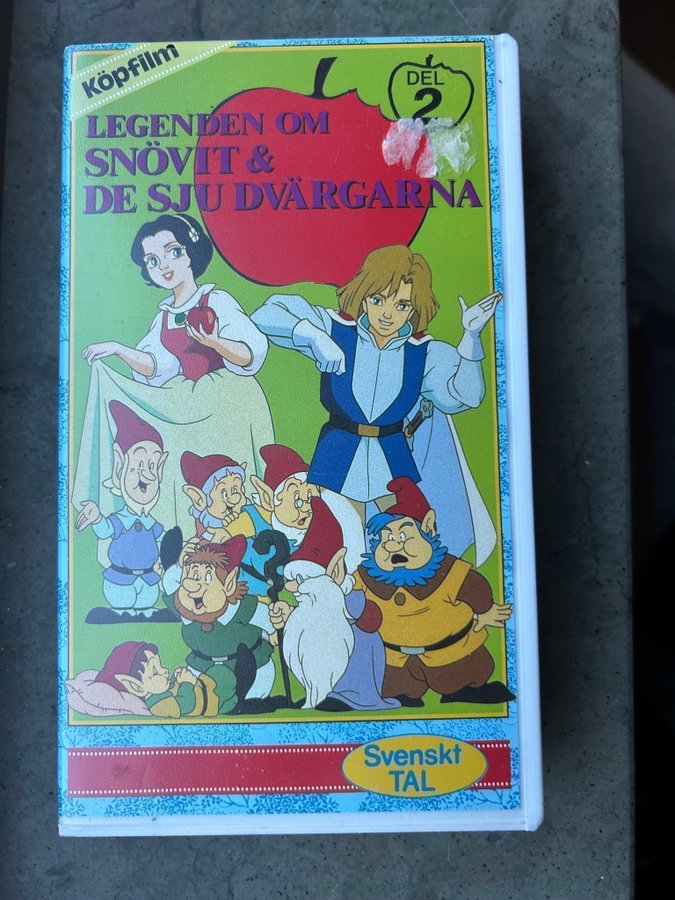 Köpfilm
DEL
2
LEGENDEN OM
SNÖVIT &
DE SJU DVÄRGARNA
Svenskt
TAL